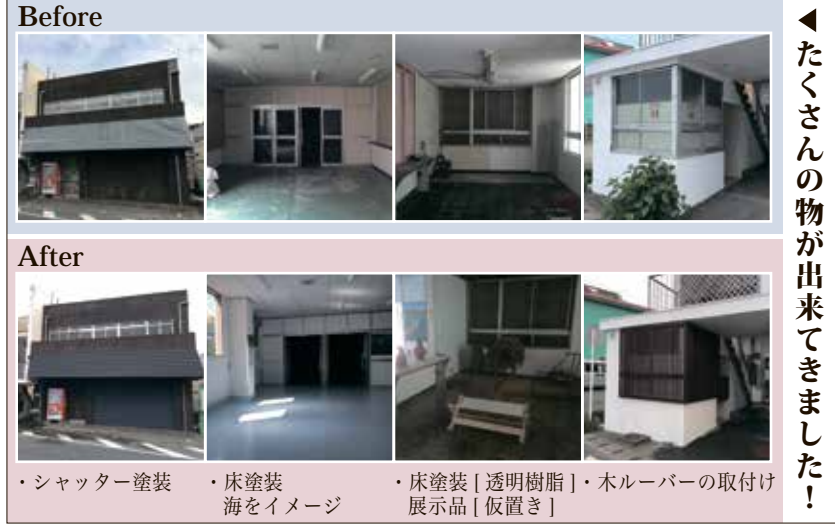 Before
◀たくさんの物が出来てきました！
After
・シャッター塗装
・床塗装
海をイメージ
・床塗装 [ 透明樹脂 ]
展示品 [ 仮置き ]
・木ルーバーの取付け